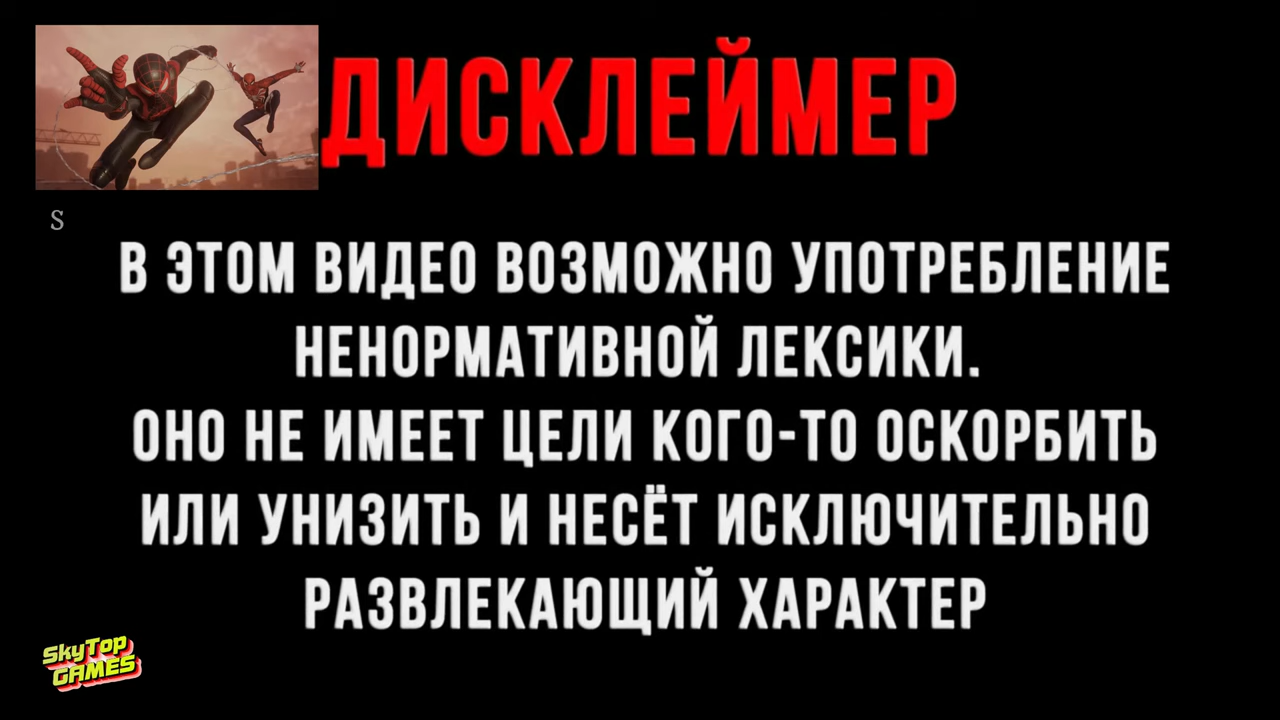 ДИСКЛЕЙМЕР
S
В ЭТОМ ВИДЕО ВОЗМОЖНО УПОТРЕБЛЕНИЕ
НЕНОРМАТИВНОЙ ЛЕКСИКИ.
ОНО НЕ ИМЕЕТ ЦЕЛИ КОГО-ТО ОСКОРБИТЬ
ИЛИ УНИЗИТЬ И НЕСЁТ ИСКЛЮЧИТЕЛЬНО
РАЗВЛЕКАЮЩИЙ ХАРАКТЕР
SkyTop
GAMES